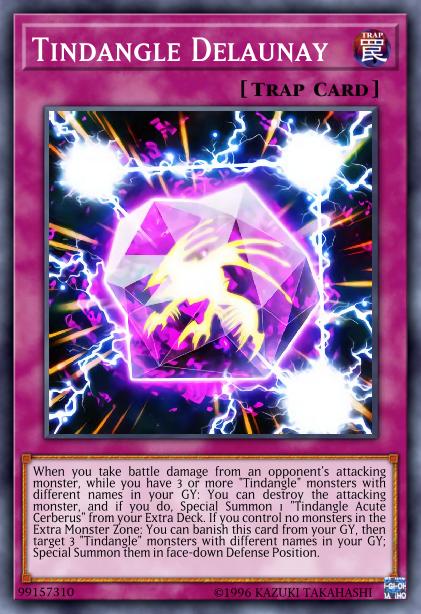 Tindangle Delaunay
TRAP
罠
[Trap Card]
When you take battle damage from an opponent's attacking
monster, while you have 3 or more "Tindangle" monsters with
different names in your GY: You can destroy the attacking
monster, and if you do, Special Summon 1 "Tindangle Acute
Cerberus" from your Extra Deck. If you control no monsters in the
Extra Monster Zone: You can banish this card from your GY, then
target 3 "Tindangle" monsters with different names in your GY;
Special Summon them in face-down Defense Position.
99157310
©1996 KAZUKI TAKAHASHI